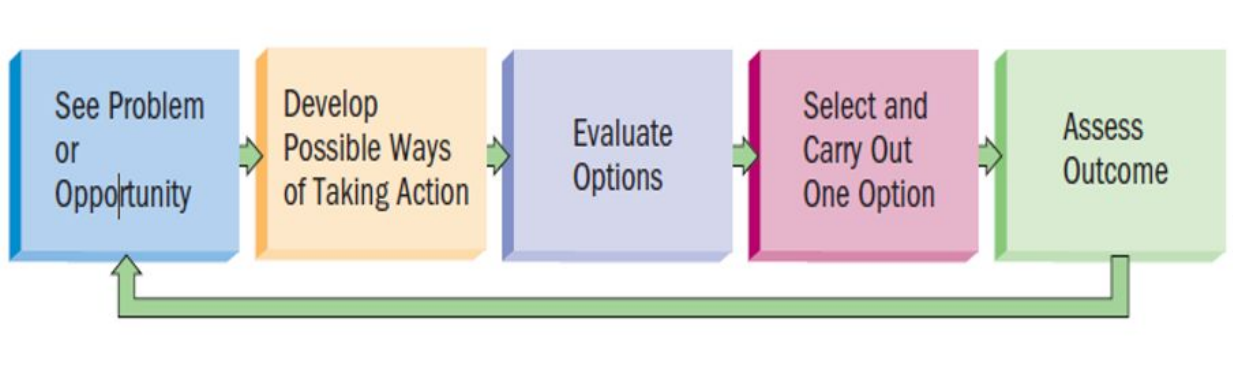 See Problem
or
Opportunity
Develop
Possible Ways
of Taking Action
Evaluate
Options
Select and
Carry Out
One Option
Assess
Outcome